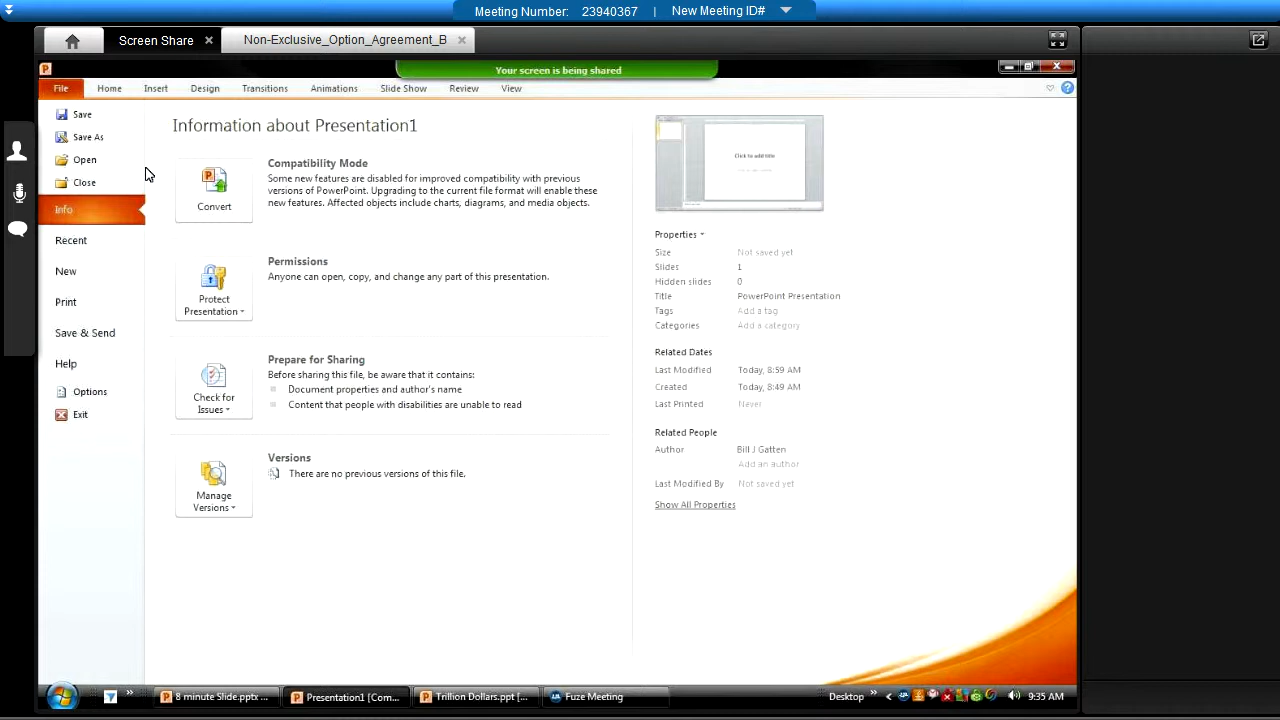 Meeting Number: 23940367 | New Meeting ID#
Screen Share
Non-Exclusive_Option_Agreement_B
Your screen is being shared
File Home Insert Design Transitions Animations Slide Show Review View
Save
Save As
Open
Close
Info
Recent
New
Print
Save & Send
Help
Options
Exit
Information about Presentation1
Convert
Compatibility Mode
Some new features are disabled for improved compatibility with previous
versions of PowerPoint. Upgrading to the current file format will enable these
new features. Affected objects include charts, diagrams, and media objects.
Protect
Presentation
Permissions
Anyone can open, copy, and change any part of this presentation.
Check for
Issues
Prepare for Sharing
Before sharing this file, be aware that it contains:
Document properties and author's name
Content that people with disabilities are unable to read
Manage
Versions
Versions
There are no previous versions of this file.
Click to add title
Properties
Size Not saved yet
Slides 1
Hidden slides 0
Title PowerPoint Presentation
Tags Add a tag
Categories Add a category
Related Dates
Last Modified Today, 8:59 AM
Created Today, 8:49 AM
Last Printed Never
Related People
Author Bill J Gatten
Add an author
Last Modified By Not saved yet
Show All Properties
8 minute Slide.pptx ... Presentation1 [Com... Trillion Dollars.ppt [... Fuze Meeting Desktop 9:35 AM